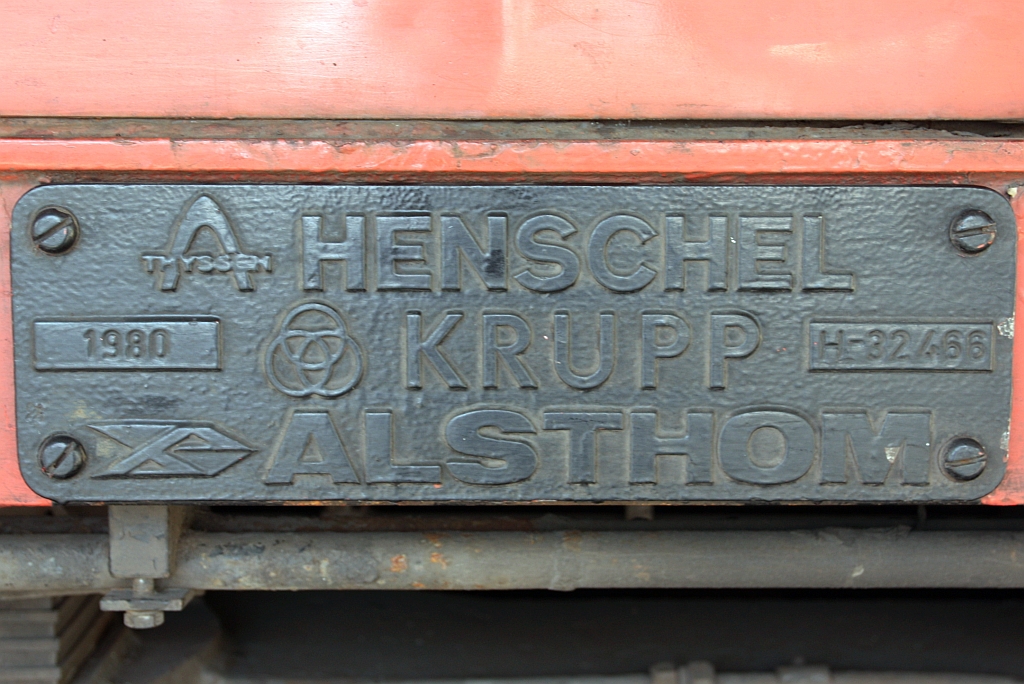 THYSSEN HENSCHEL
1980 KRUPP H-32466
ALSTHOM